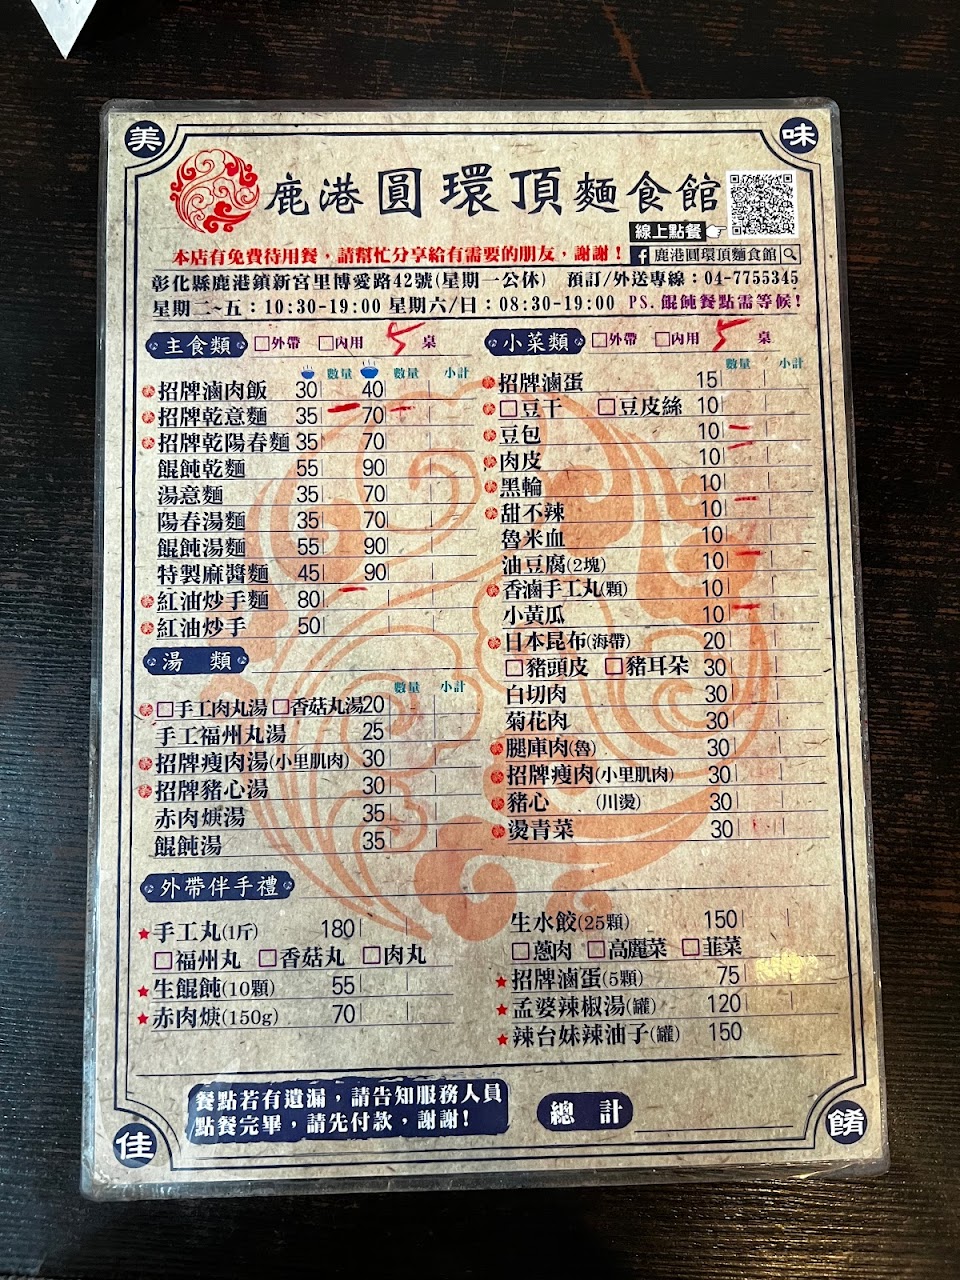 美 味
鹿港圓環頂麵食館
線上點餐
本店有免費待用餐，請幫忙分享給有需要的朋友，謝謝！ f 鹿港圓環頂麵食館
彰化縣鹿港鎮新宮里博愛路42號(星期一公休) 預訂/外送專線：04-7755345
星期二~五：10:30-19:00 星期六/日：08:30-19:00 PS.餛飩餐點需等候！
主食類 □外帶 □內用 5 桌
數量 數量 小計
招牌滷肉飯 30 40
招牌乾意麵 35 70
招牌乾陽春麵 35 70
餛飩乾麵 55 90
湯意麵 35 70
陽春湯麵 35 70
餛飩湯麵 55 90
特製麻醬麵 45 90
紅油炒手麵 80
紅油炒手 50
湯 類
數量 小計
□手工肉丸湯 □香菇丸湯 20
手工福州丸湯 25
招牌瘦肉湯(小里肌肉) 30
招牌豬心湯 30
赤肉焿湯 35
餛飩湯 35
小菜類 □外帶 □內用 5 桌
數量 小計
招牌滷蛋 15
□豆干 □豆皮絲 10
豆包 10
肉皮 10
黑輪 10
甜不辣 10
魯米血 10
油豆腐(2塊) 10
香滷手工丸(顆) 10
小黃瓜 10
日本昆布(海帶) 20
□豬頭皮 □豬耳朵 30
白切肉 30
菊花肉 30
腿庫肉(魯) 30
招牌瘦肉(小里肌肉) 30
豬心 (川燙) 30
燙青菜 30
外帶伴手禮
★手工丸(1斤) 180
□福州丸 □香菇丸 □肉丸
★生餛飩(10顆) 55
★赤肉焿(150g) 70
生水餃(25顆) 150
□蔥肉 □高麗菜 □韮菜
★招牌滷蛋(5顆) 75
★孟婆辣椒湯(罐) 120
★辣台妹辣油子(罐) 150
餐點若有遺漏，請告知服務人員
點餐完畢，請先付款，謝謝！
總 計
佳 餚